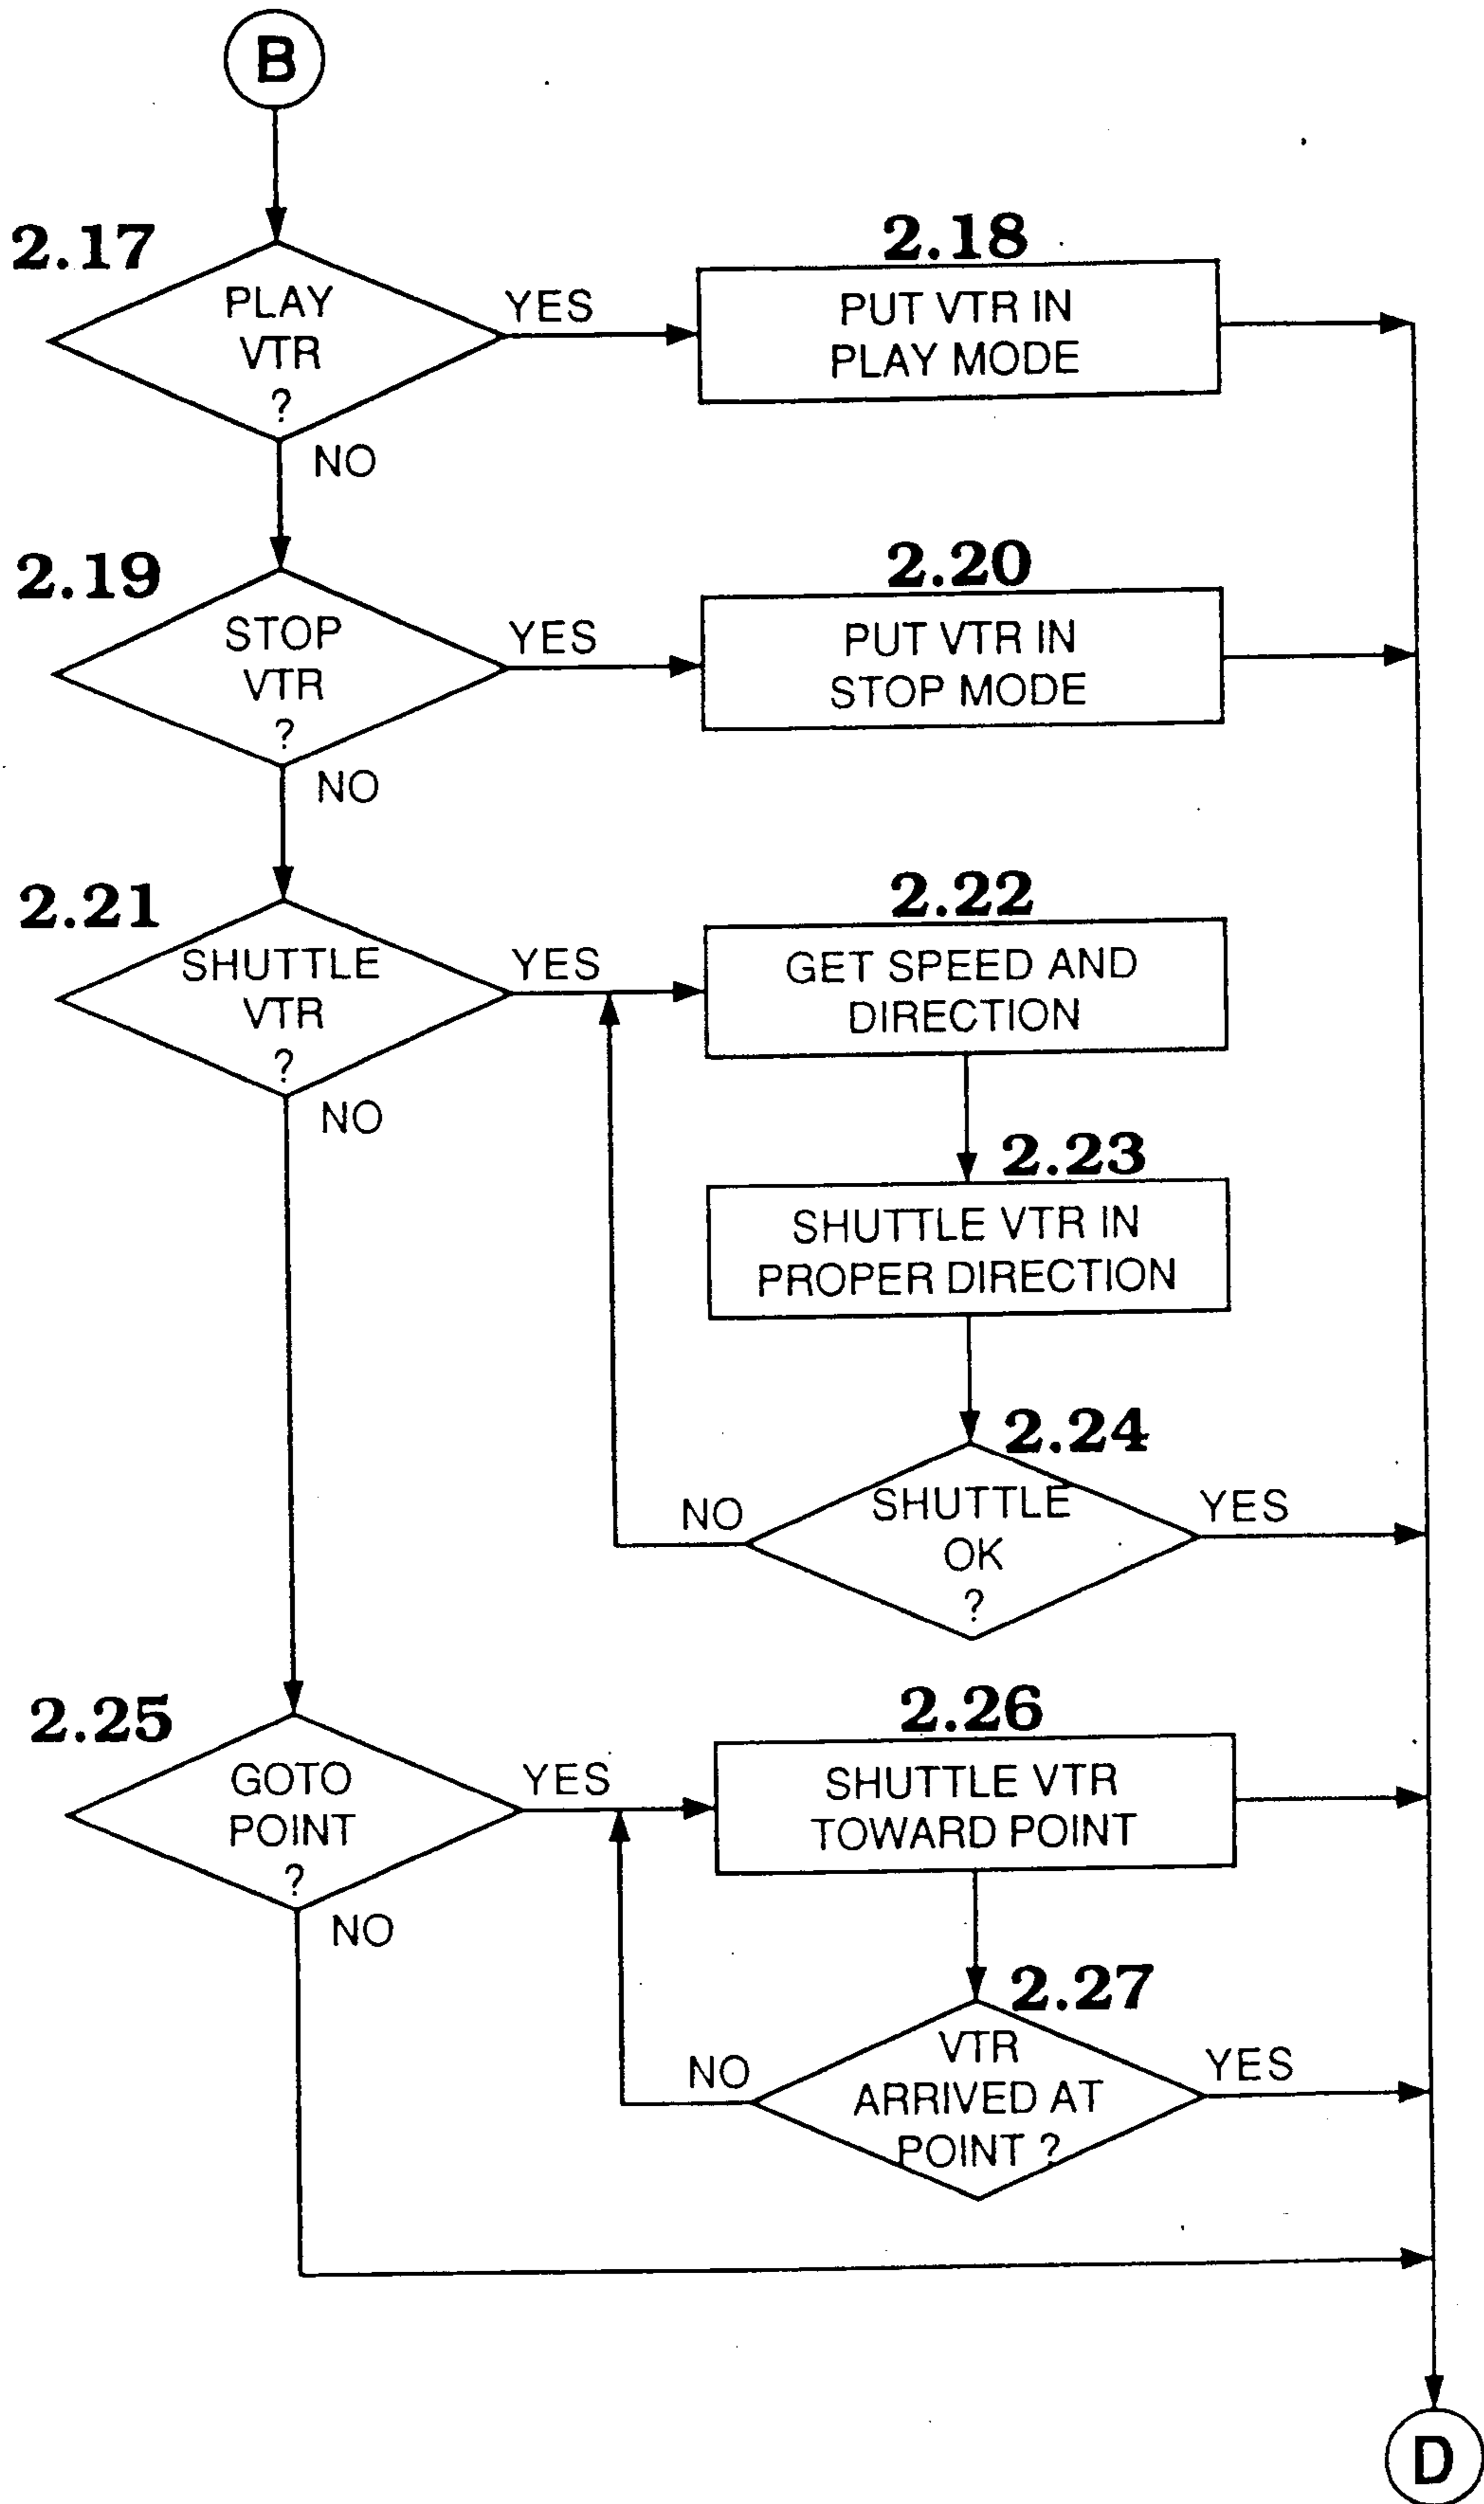 B
2.17
PLAY
VTR
?
YES
NO
2.18
PUT VTR IN
PLAY MODE
2.19
STOP
VTR
?
YES
NO
2.20
PUT VTR IN
STOP MODE
2.21
SHUTTLE
VTR
?
YES
NO
2.22
GET SPEED AND
DIRECTION
2.23
SHUTTLE VTR IN
PROPER DIRECTION
2.24
SHUTTLE
OK
?
NO
YES
2.25
GOTO
POINT
?
YES
NO
2.26
SHUTTLE VTR
TOWARD POINT
2.27
VTR
ARRIVED AT
POINT ?
NO
YES
D